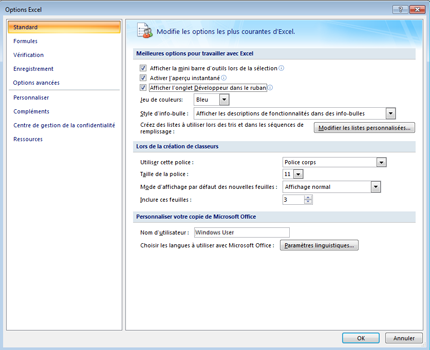 Options Excel
Standard
Formules
Vérification
Enregistrement
Options avancées
Personnaliser
Compléments
Centre de gestion de la confidentialité
Ressources
Modifie les options les plus courantes d'Excel.
Meilleures options pour travailler avec Excel
Afficher la mini barre d'outils lors de la sélection
Activer l'aperçu instantané
Afficher l'onglet Développeur dans le ruban
Jeu de couleurs: Bleu
Style d'info-bulle : Afficher les descriptions de fonctionnalités dans des info-bulles
Créez des listes à utiliser lors des tris et dans les séquences de
remplissage : Modifier les listes personnalisées...
Lors de la création de classeurs
Utiliser cette police : Police corps
Taille de la police : 11
Mode d'affichage par défaut des nouvelles feuilles : Affichage normal
Inclure ces feuilles : 3
Personnaliser votre copie de Microsoft Office
Nom d'utilisateur : Windows User
Choisir les langues à utiliser avec Microsoft Office : Paramètres linguistiques...
OK Annuler